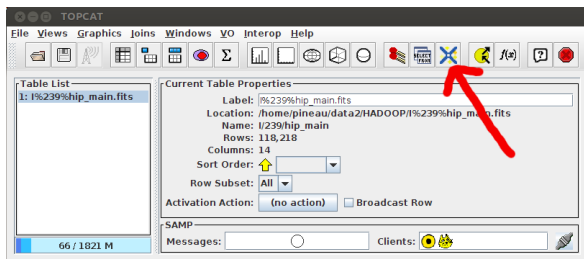 TOPCAT
File Views Graphics Joins Windows VO Interop Help
SELECT FROM
f(x)
?
Σ
Table List
1: I%239%hip_main.fits
66 / 1821 M
Current Table Properties
Label: I%239%hip_main.fits
Location: /home/pineau/data2/HADOOP/I%239%hip_main.fits
Name: I/239/hip_main
Rows: 118,218
Columns: 14
Sort Order:
Row Subset: All
Activation Action: (no action) Broadcast Row
SAMP
Messages: Clients: